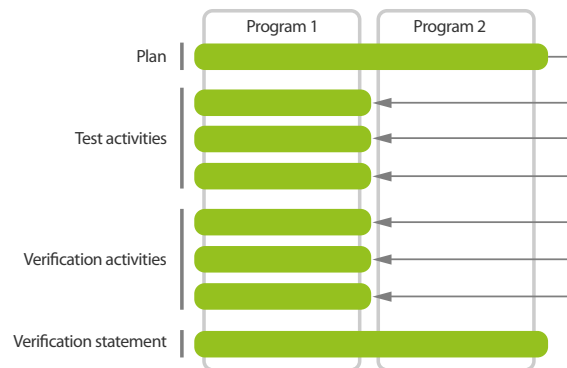 Program 1
Program 2
Plan
Test activities
Verification activities
Verification statement